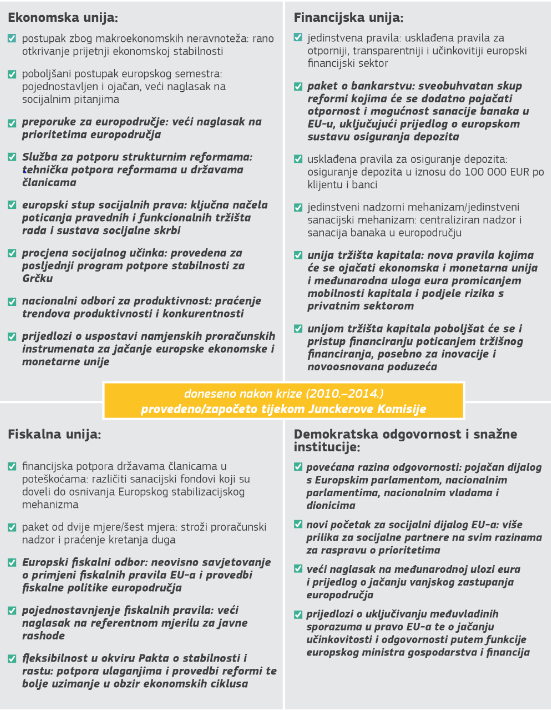 Ekonomska unija:
postupak zbog makroekonomskih neravnoteža: rano
otkrivanje prijetnji ekonomskoj stabilnosti
poboljšani postupak europskog semestra:
pojednostavljen i ojačan, veći naglasak na
socijalnim pitanjima
preporuke za europodručje: veći naglasak na
prioritetima europodručja
Služba za potporu strukturnim reformama:
tehnička potpora reformama u državama
članicama
europski stup socijalnih prava: ključna načela
poticanja pravednih i funkcionalnih tržišta
rada i sustava socijalne skrbi
procjena socijalnog učinka: provedena za
posljednji program potpore stabilnosti za
Grčku
nacionalni odbori za produktivnost: praćenje
trendova produktivnosti i konkurentnosti
prijedlozi o uspostavi namjenskih proračunskih
instrumenata za jačanje europske ekonomske i
monetarne unije
Financijska unija:
jedinstvena pravila: usklađena pravila za
otporniji, transparentniji i učinkovitiji europski
financijski sektor
paket o bankarstvu: sveobuhvatan skup
reformi kojima će se dodatno pojačati
otpornost i mogućnost sanacije banaka u
EU-u, uključujući prijedlog o europskom
sustavu osiguranja depozita
usklađena pravila za osiguranje depozita:
osiguranje depozita u iznosu do 100 000 EUR po
klijentu i banci
jedinstveni nadzorni mehanizam/jedinstveni
sanacijski mehanizam: centraliziran nadzor i
sanacija banaka u europodručju
unija tržišta kapitala: nova pravila kojima
će se ojačati ekonomska i monetarna unija
i međunarodna uloga eura promicanjem
mobilnosti kapitala i podjele rizika s
privatnim sektorom
unijom tržišta kapitala poboljšat će se i
pristup financiranju poticanjem tržišnog
financiranja, posebno za inovacije i
novoosnovana poduzeća
donesena nakon krize (2010.–2014.)
provedeno/započeto tijekom Junckerove Komisije
Fiskalna unija:
financijska potpora državama članicama u
poteškoćama: različiti sanacijski fondovi koji su
doveli do osnivanja Europskog stabilizacijskog
mehanizma
paket od dvije mjere/šest mjera: stroži proračunski
nadzor i praćenje kretanja duga
Europski fiskalni odbor: neovisno savjetovanje
o primjeni fiskalnih pravila EU-a i provedbi
fiskalne politike europodručja
pojednostavnjenje fiskalnih pravila: veći
naglasak na referentnom mjerilu za javne
rashode
fleksibilnost u okviru Pakta o stabilnosti i
rastu: potpora ulaganjima i provedbi reformi te
bolje uzimanje u obzir ekonomskih ciklusa
Demokratska odgovornost i snažne
institucije:
povećana razina odgovornosti: pojačan dijalog
s Europskim parlamentom, nacionalnim
parlamentima, nacionalnim vladama i
dionicima
novi početak za socijalni dijalog EU-a: više
prilika za socijalne partnere na svim razinama
za raspravu o prioritetima
veći naglasak na međunarodnoj ulozi eura
i prijedlog o jačanju vanjskog zastupanja
europodručja
prijedlozi o uključivanju međuvladinih
sporazuma u pravo EU-a te o jačanju
učinkovitosti i odgovornosti putem funkcije
europskog ministra gospodarstva i financija